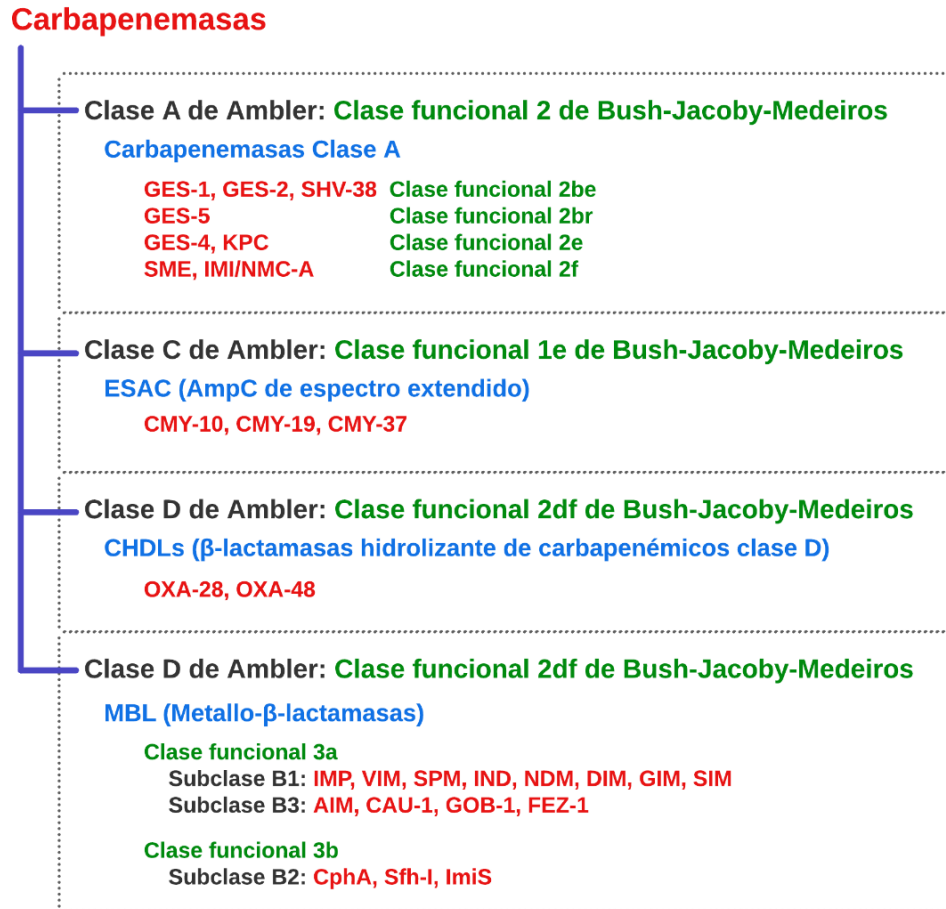 Carbapenemasas
Clase A de Ambler: Clase funcional 2 de Bush-Jacoby-Medeiros
Carbapenemasas Clase A
GES-1, GES-2, SHV-38 Clase funcional 2be
GES-5 Clase funcional 2br
GES-4, KPC Clase funcional 2e
SME, IMI/NMC-A Clase funcional 2f
Clase C de Ambler: Clase funcional 1e de Bush-Jacoby-Medeiros
ESAC (AmpC de espectro extendido)
CMY-10, CMY-19, CMY-37
Clase D de Ambler: Clase funcional 2df de Bush-Jacoby-Medeiros
CHDLs (β-lactamasas hidrolizante de carbapenémicos clase D)
OXA-28, OXA-48
Clase D de Ambler: Clase funcional 2df de Bush-Jacoby-Medeiros
MBL (Metallo-β-lactamasas)
Clase funcional 3a
Subclase B1: IMP, VIM, SPM, IND, NDM, DIM, GIM, SIM
Subclase B3: AIM, CAU-1, GOB-1, FEZ-1
Clase funcional 3b
Subclase B2: CphA, Sfh-I, ImiS